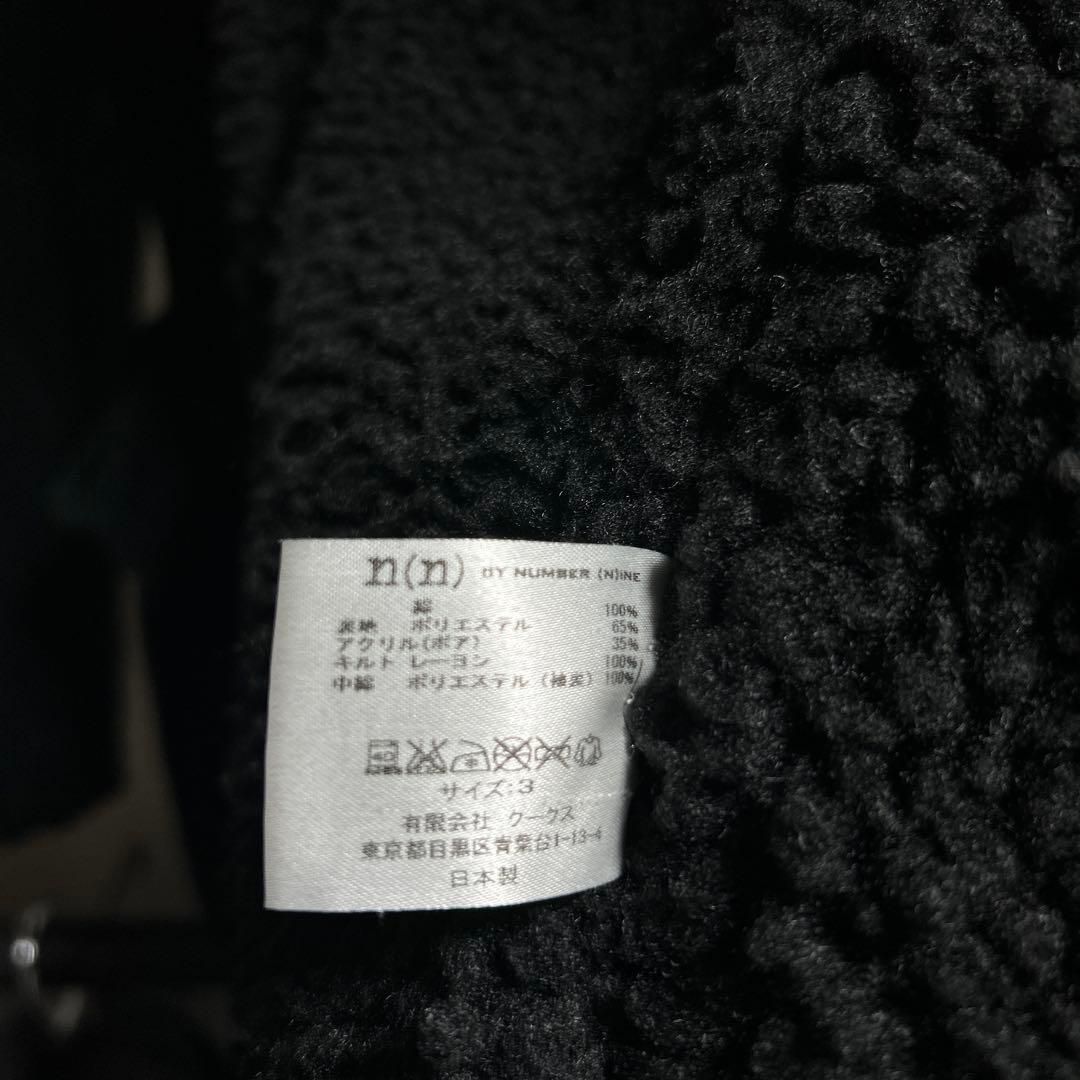 n(n) BY NUMBER (N)INE
綿 100%
裏地 ポリエステル 65%
アクリル(ボア) 35%
キルト レーヨン 100%
中綿 ポリエステル (袖裏) 100%
サイズ:3
有限会社 クークス
東京都目黒区青葉台1-13-4
日本製